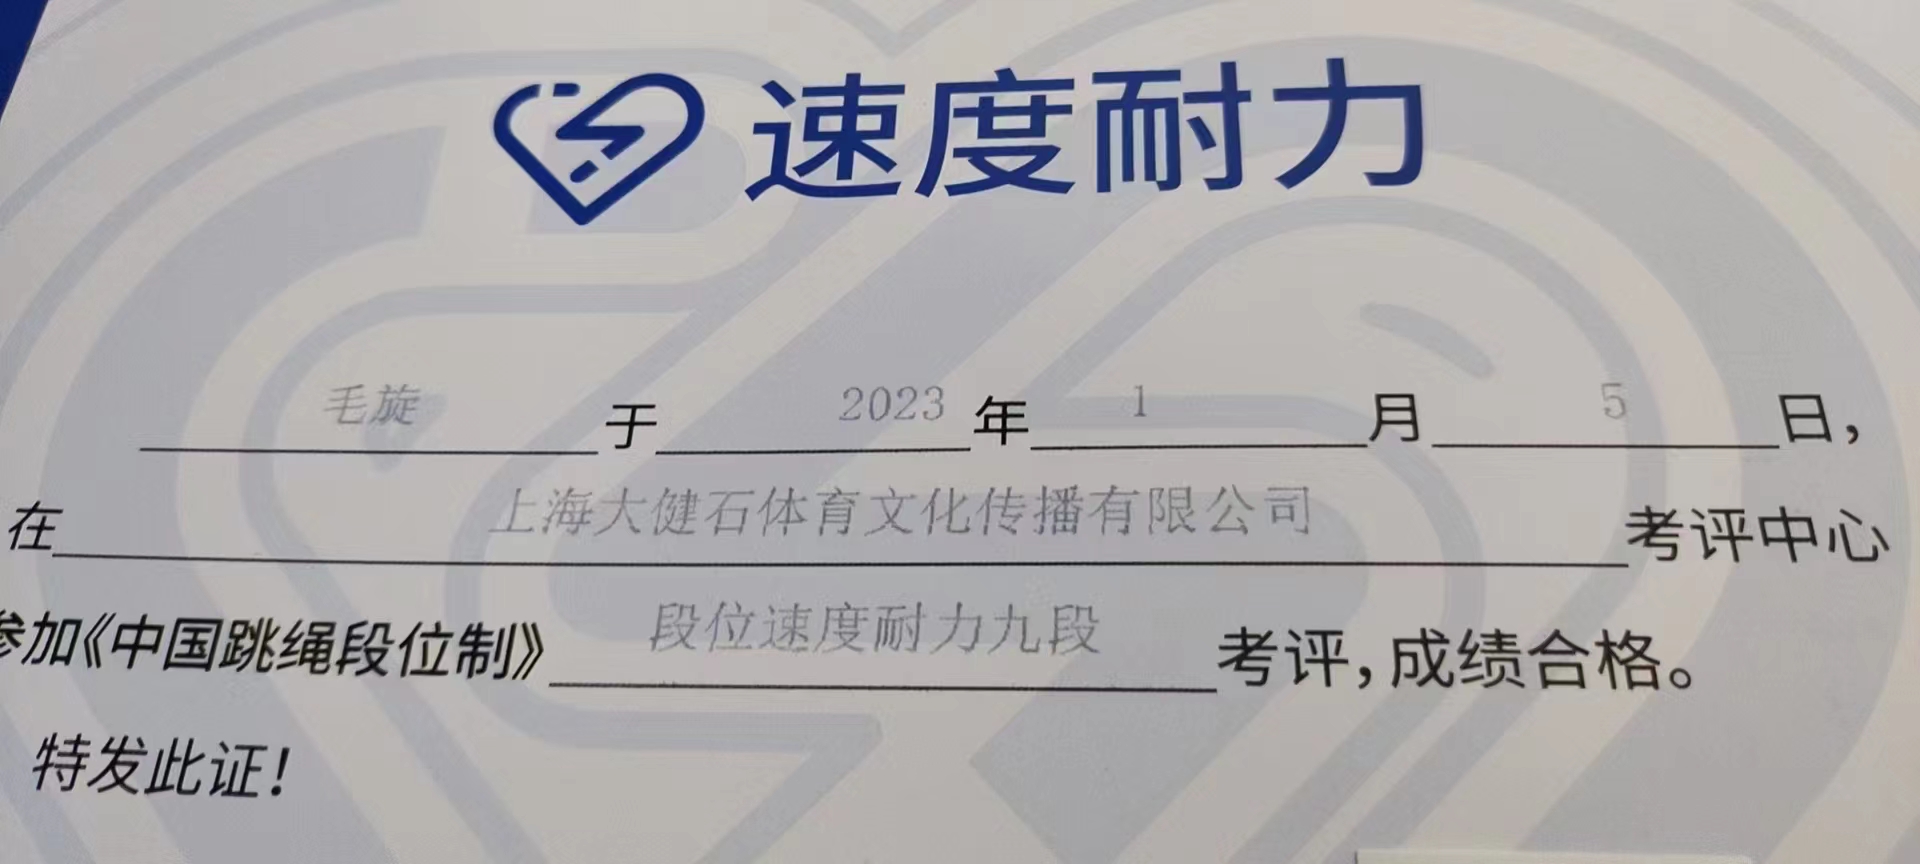 速度耐力
毛旋 于 2023 年 1 月 5 日，
在 上海大健石体育文化传播有限公司 考评中心
参加《中国跳绳段位制》 段位速度耐力九段 考评，成绩合格。
特发此证！